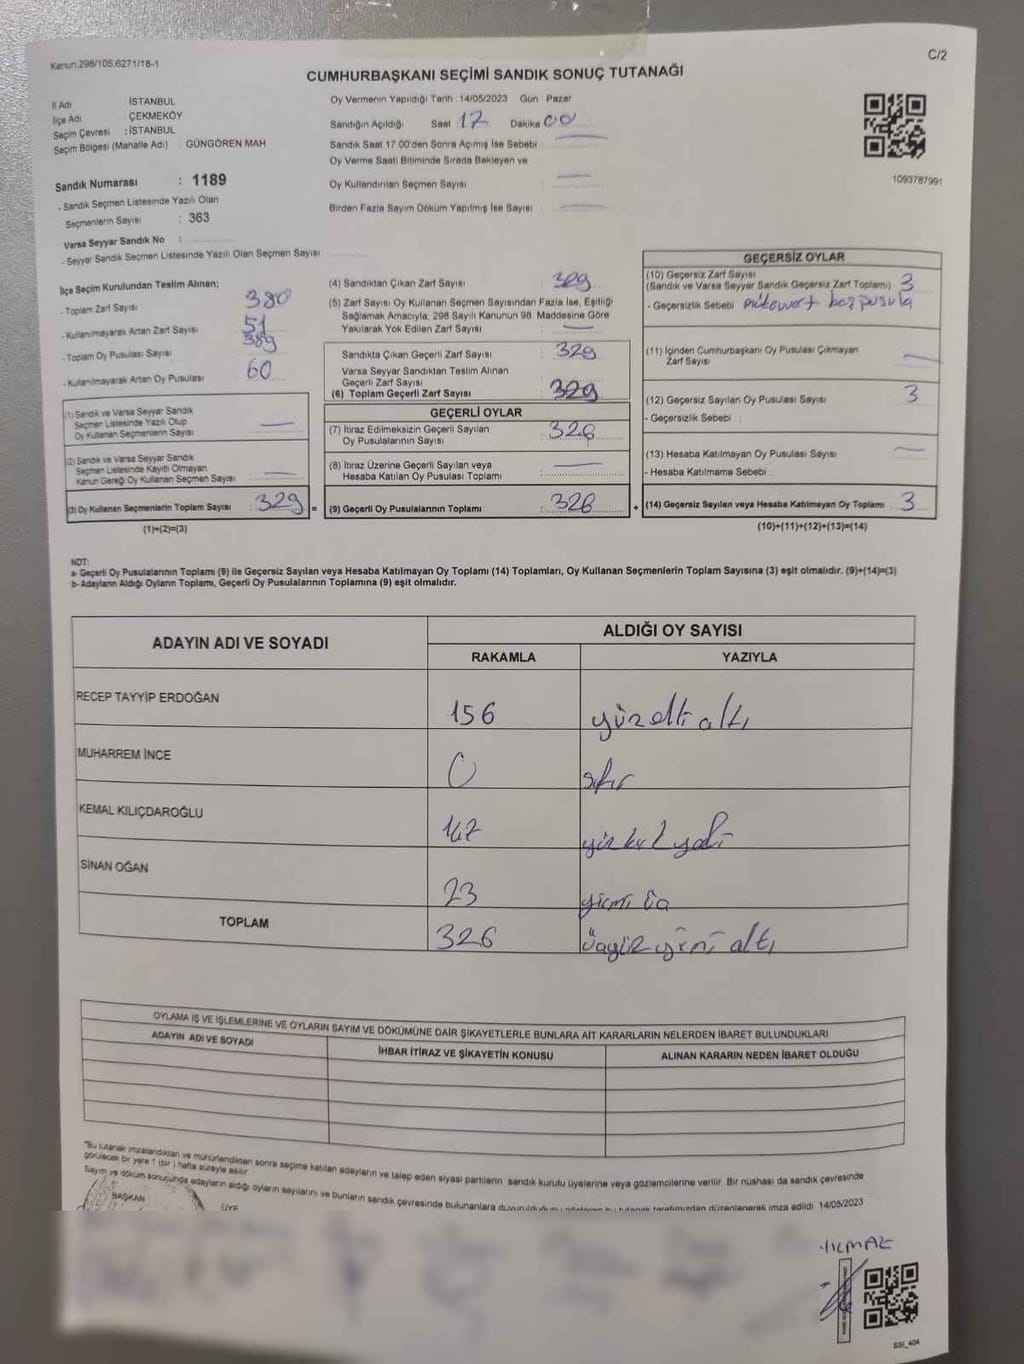 Kanun:298/105,6271/18-1
C/2
CUMHURBAŞKANI SEÇİMİ SANDIK SONUÇ TUTANAĞI
İl Adı İSTANBUL
İlçe Adı ÇEKMEKÖY
Seçim Çevresi :İSTANBUL
Seçim Bölgesi (Mahalle Adı) : GÜNGÖREN MAH
Sandık Numarası : 1189
- Sandık Seçmen Listesinde Yazılı Olan
Seçmenlerin Sayısı : 363
Varsa Seyyar Sandık No :
- Seyyar Sandık Seçmen Listesinde Yazılı Olan Seçmen Sayısı
Oy Vermenin Yapıldığı Tarih :14/05/2023 Gün Pazar
Sandığın Açıldığı Saat 17 Dakika 00
Sandık Saat 17:00'den Sonra Açımış İse Sebebi
Oy Verme Saati Bitiminde Sırada Bekleyen ve
Oy Kullandırılan Seçmen Sayısı :
Birden Fazla Sayım Döküm Yapılmış İse Sayısı :
1093787991
İlçe Seçim Kurulundan Teslim Alınan;
- Toplam Zarf Sayısı 380
- Kullanılmayarak Artan Zarf Sayısı 51
- Toplam Oy Pusulası Sayısı 389
- Kullanılmayarak Artan Oy Pusulası 60
(1) Sandık ve Varsa Seyyar Sandık
Seçmen Listesinde Yazılı Olup
Oy Kullanan Seçmenlerin Sayısı
(2) Sandık ve Varsa Seyyar Sandık
Seçmen Listesinde Kayıtlı Olmayan
Kanun Gereği Oy Kullanan Seçmen Sayısı
(3) Oy Kullanan Seçmenlerin Toplam Sayısı : 329 =
(1)+(2)=(3)
(4) Sandıktan Çıkan Zarf Sayısı : 329
(5) Zarf Sayısı Oy Kullanan Seçmen Sayısından Fazla İse, Eşitliği
Sağlamak Amacıyla; 298 Sayılı Kanunun 98. Maddesine Göre
Yakılarak Yok Edilen Zarf Sayısı :
Sandıkta Çıkan Geçerli Zarf Sayısı : 329
Varsa Seyyar Sandıktan Teslim Alınan
Geçerli Zarf Sayısı
(6) Toplam Geçerli Zarf Sayısı : 329
GEÇERLİ OYLAR
(7) İtiraz Edilmeksizin Geçerli Sayılan
Oy Pusulalarının Sayısı : 326
(8) İtiraz Üzerine Geçerli Sayılan veya
Hesaba Katılan Oy Pusulası Toplamı :
(9) Geçerli Oy Pusulalarının Toplamı : 326 +
GEÇERSİZ OYLAR
(10) Geçersiz Zarf Sayısı
(Sandık ve Varsa Seyyar Sandık Geçersiz Zarf Toplamı) : 3
- Geçersizlik Sebebi pusula
(11) İçinden Cumhurbaşkanı Oy Pusulası Çıkmayan
Zarf Sayısı
(12) Geçersiz Sayılan Oy Pusulası Sayısı : 3
- Geçersizlik Sebebi :
(13) Hesaba Katılmayan Oy Pusulası Sayısı :
- Hesaba Katılmama Sebebi :
(14) Geçersiz Sayılan veya Hesaba Katılmayan Oy Toplamı : 3
(10)+(11)+(12)+(13)=(14)
NOT:
a- Geçerli Oy Pusulalarının Toplamı (9) ile Geçersiz Sayılan veya Hesaba Katılmayan Oy Toplamı (14) Toplamları, Oy Kullanan Seçmenlerin Toplam Sayısına (3) eşit olmalıdır. (9)+(14)=(3)
b- Adayların Aldığı Oyların Toplamı, Geçerli Oy Pusulalarının Toplamına (9) eşit olmalıdır.
ADAYIN ADI VE SOYADI ALDIĞI OY SAYISI
RAKAMLA YAZIYLA
RECEP TAYYİP ERDOĞAN 156 yüzelli altı
MUHARREM İNCE 0 sıfır
KEMAL KILIÇDAROĞLU 147 yüz kırk yedi
SİNAN OĞAN 23 yirmi üç
TOPLAM 326 üçyüz yirmi altı
OYLAMA İŞ VE İŞLEMLERİNE VE OYLARIN SAYIM VE DÖKÜMÜNE DAİR ŞİKAYETLERLE BUNLARA AİT KARARLARIN NELERDEN İBARET BULUNDUKLARI
ADAYIN ADI VE SOYADI İHBAR İTİRAZ VE ŞİKAYETİN KONUSU ALINAN KARARIN NEDEN İBARET OLDUĞU
*Bu tutanak imzalandıktan ve mühürlendikten sonra seçime katılan adayların ve talep eden siyasi partilerin sandık kurulu üyelerine veya gözlemcilerine verilir. Bir nüshası da sandık çevresinde
görülecek bir yere 1 (bir) hafta süreyle asılır.
Sayım ve döküm sonucunda adayların aldığı oyların sayılarını ve bunların sandık çevresinde bulunanlara duyurulduğunu gösteren bu tutanak tarafımızdan düzenlenerek imza edildi. 14/05/2023
BAŞKAN ÜYE
YILMAZ
SSI_404